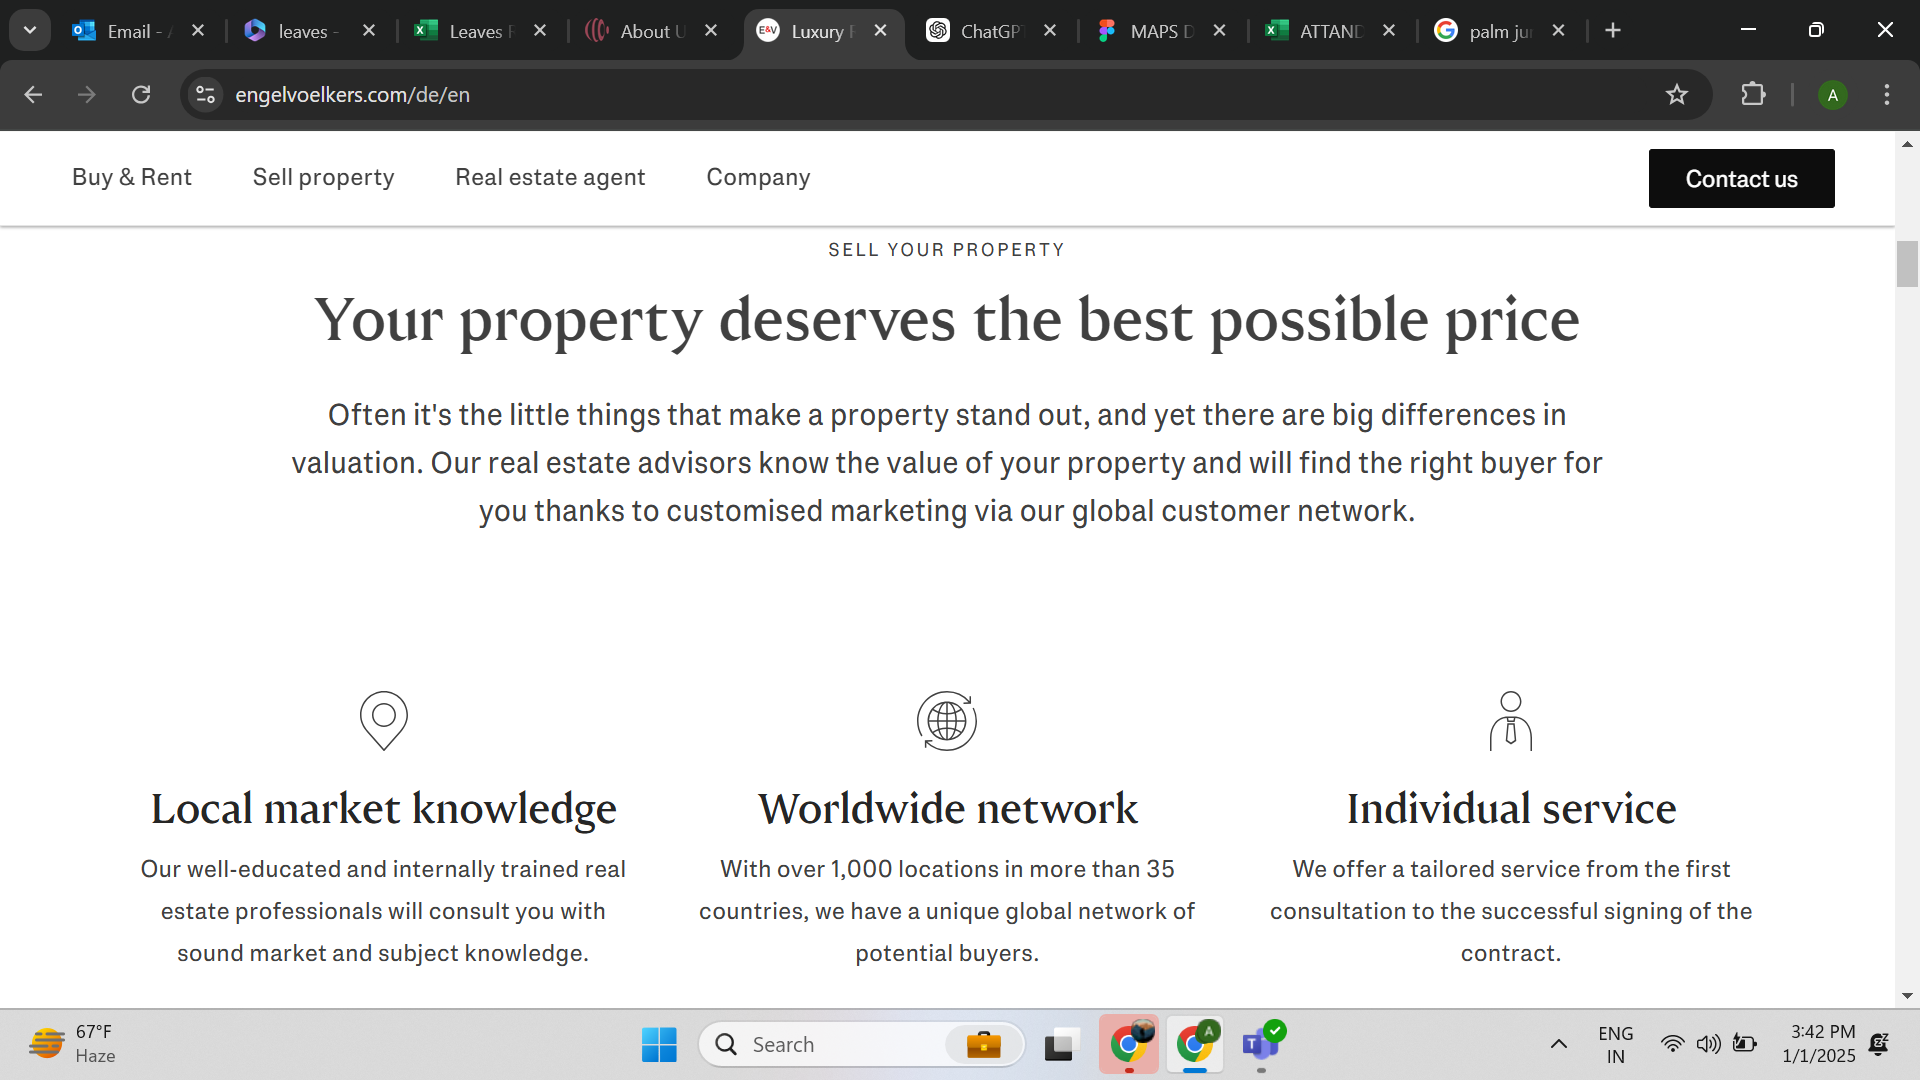 Email - 
leaves -
Leaves
About U
E&V Luxury
ChatGPT
MAPS D
ATTAND
palm ju
engelvoelkers.com/de/en
A
Buy & Rent
Sell property
Real estate agent
Company
Contact us
SELL YOUR PROPERTY
Your property deserves the best possible price
Often it's the little things that make a property stand out, and yet there are big differences in
valuation. Our real estate advisors know the value of your property and will find the right buyer for
you thanks to customised marketing via our global customer network.
Local market knowledge
Our well-educated and internally trained real
estate professionals will consult you with
sound market and subject knowledge.
Worldwide network
With over 1,000 locations in more than 35
countries, we have a unique global network of
potential buyers.
Individual service
We offer a tailored service from the first
consultation to the successful signing of the
contract.
67°F
Haze
Search
A
ENG
IN
3:42 PM
1/1/2025